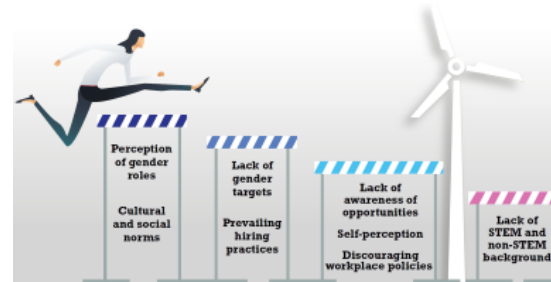 Perception
of gender
roles
Cultural
and social
norms
Lack of
gender
targets
Prevailing
hiring
practices
Lack of
awareness of
opportunities
Self-perception
Discouraging
workplace policies
Lack of
STEM and
non-STEM
background